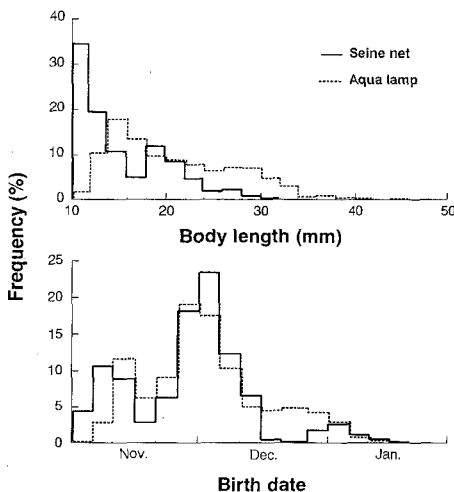 40
30
20
10
0
10
20
30
40
50
Seine net
Aqua lamp
Body length (mm)
Frequency (%)
25
20
15
10
5
0
Nov.
Dec.
Jan.
Birth date